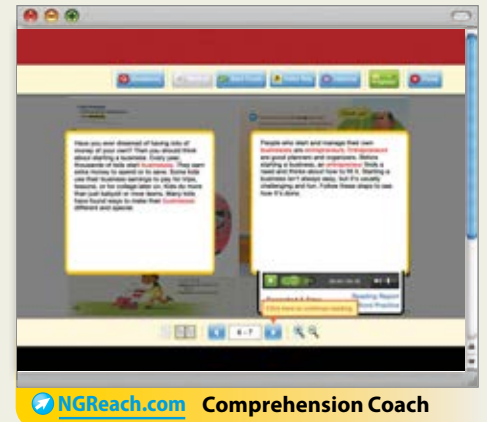 Have you ever dreamed of having lots of
money of your own? Then you should think
about starting a business. Every year,
thousands of kids start businesses. They earn
extra money to spend or to save. Some kids
use their business earnings to pay for trips,
lessons, or for college later on. Kids do more
than just babysit or mow lawns. Many kids
have found ways to make their businesses
different and special.
People who start and manage their own
businesses are entrepreneurs. Entrepreneurs
are good planners and organizers. Before
starting a business, an entrepreneur finds a
need and thinks about how to fill it. Starting a
business isn't always easy, but it's usually
challenging and fun. Follow these steps to see
how it's done.
Reading Report
Word Practice
Click here to continue reading
6 - 7
NGReach.com Comprehension Coach